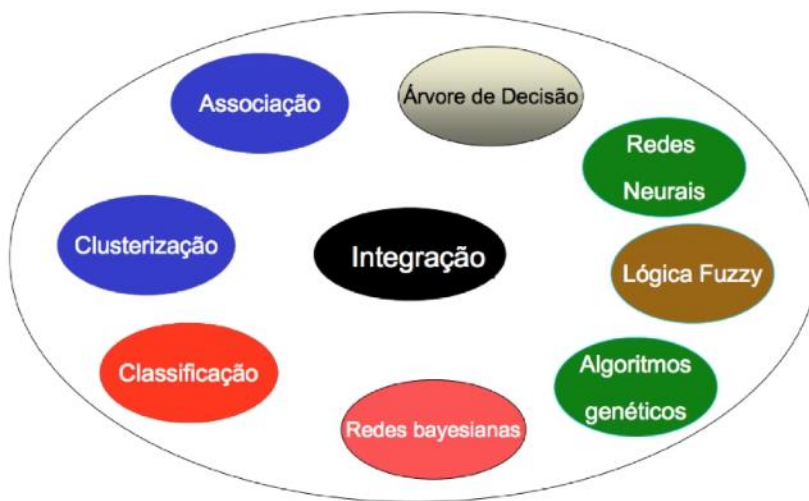 Associação
Árvore de Decisão
Redes
Neurais
Clusterização
Integração
Lógica Fuzzy
Classificação
Algoritmos
genéticos
Redes bayesianas